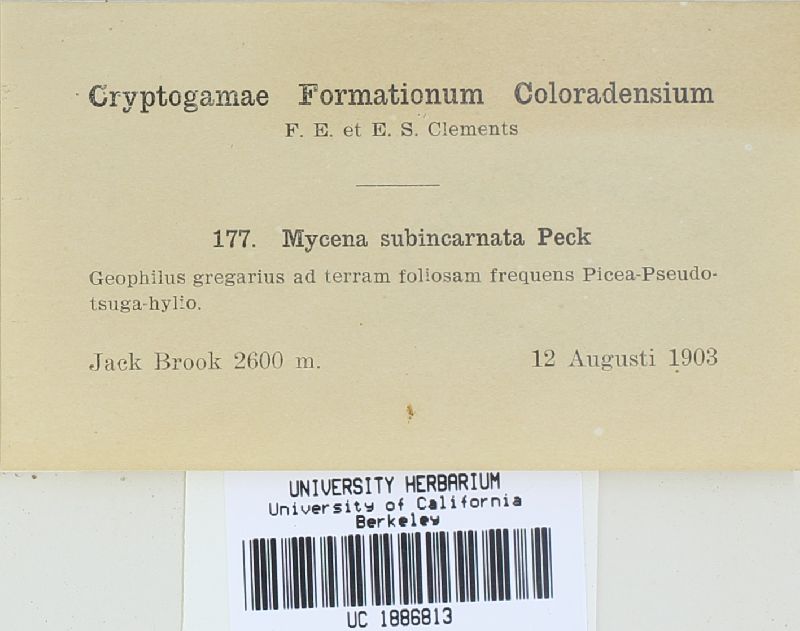 Cryptogamae Formationum Coloradensium
F. E. et E. S. Clements
177. Mycena subincarnata Peck
Geophilus gregarius ad terram foliosam frequens Picea-Pseudo-
tsuga-hylio.
Jack Brook 2600 m. 12 Augusti 1903
UNIVERSITY HERBARIUM
University of California
Berkeley
UC 1886813